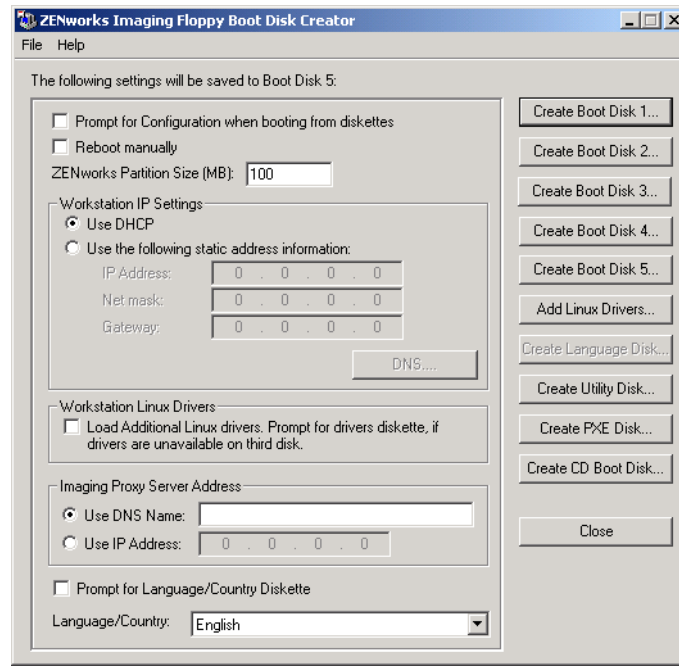 ZENworks Imaging Floppy Boot Disk Creator
File Help
The following settings will be saved to Boot Disk 5:
Prompt for Configuration when booting from diskettes
Reboot manually
ZENworks Partition Size (MB): 100
Workstation IP Settings
Use DHCP
Use the following static address information:
IP Address: 0 . 0 . 0 . 0
Net mask: 0 . 0 . 0 . 0
Gateway: 0 . 0 . 0 . 0
DNS....
Workstation Linux Drivers
Load Additional Linux drivers. Prompt for drivers diskette, if
drivers are unavailable on third disk.
Imaging Proxy Server Address
Use DNS Name:
Use IP Address: 0 . 0 . 0 . 0
Prompt for Language/Country Diskette
Language/Country: English
Create Boot Disk 1...
Create Boot Disk 2...
Create Boot Disk 3...
Create Boot Disk 4...
Create Boot Disk 5...
Add Linux Drivers...
Create Language Disk...
Create Utility Disk...
Create PXE Disk...
Create CD Boot Disk...
Close